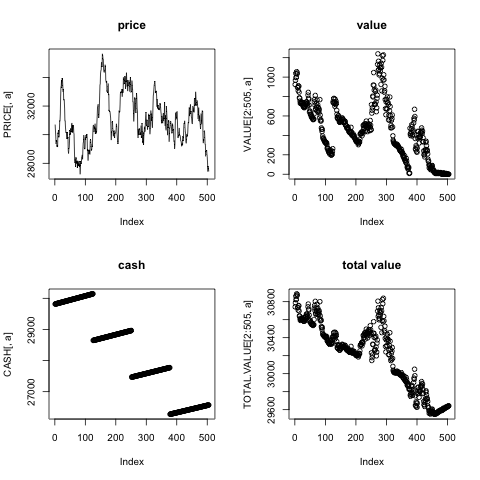 price
PRICE[, a]
28000
32000
0 100 200 300 400 500
Index
value
VALUE[2:505, a]
0 200
600
1000
0 100 200 300 400 500
Index
cash
CASH[, a]
27000
29000
0 100 200 300 400 500
Index
total value
TOTAL.VALUE[2:505, a]
29600
30000
30400
30800
0 100 200 300 400 500
Index